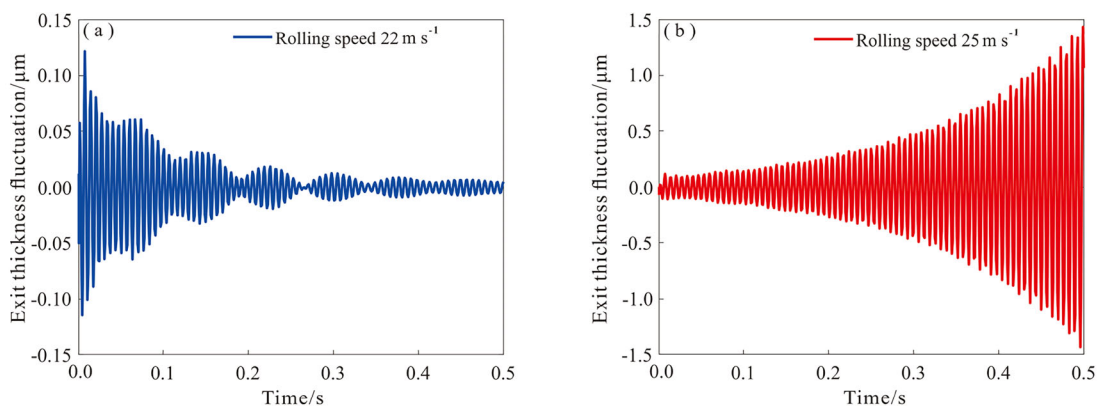 ( a )
Rolling speed 22 m s⁻¹
0.15
0.10
0.05
0.00
-0.05
-0.10
-0.15
Exit thickness fluctuation/μm
0.0 0.1 0.2 0.3 0.4 0.5
Time/s
( b )
Rolling speed 25 m s⁻¹
1.5
1.0
0.5
0.0
-0.5
-1.0
-1.5
Exit thickness fluctuation/μm
0.0 0.1 0.2 0.3 0.4 0.5
Time/s